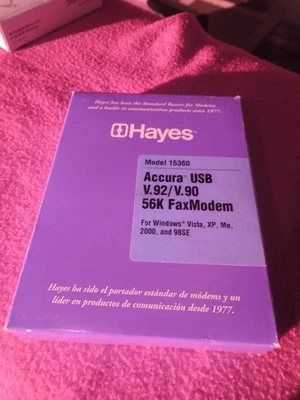 Hayes has been the Standard Bearer for Modems
and a leader in communication products since 1977.
Hayes™
Model 15360
Accura™ USB
V.92/V.90
56K FaxModem
For Windows® Vista, XP, Me,
2000, and 98SE
Hayes ha sido el portador estándar de módems y un
líder en productos de comunicación desde 1977.